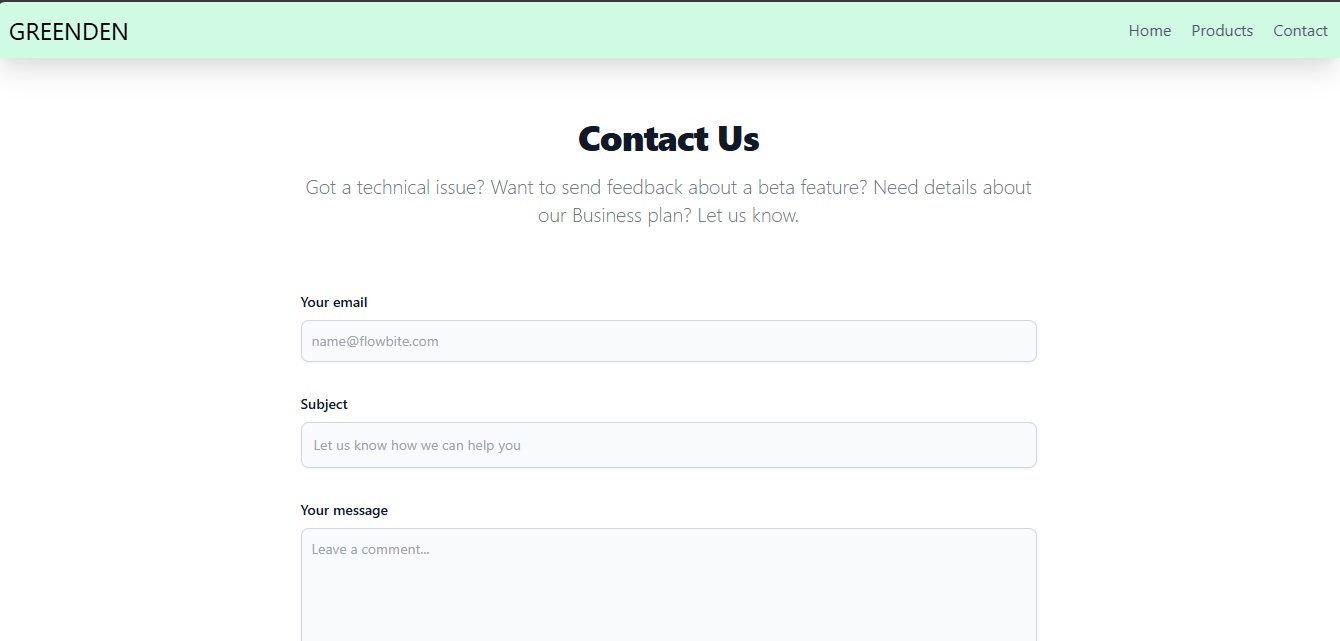 GREENDEN
Home Products Contact
Contact Us
Got a technical issue? Want to send feedback about a beta feature? Need details about
our Business plan? Let us know.
Your email
name@flowbite.com
Subject
Let us know how we can help you
Your message
Leave a comment...